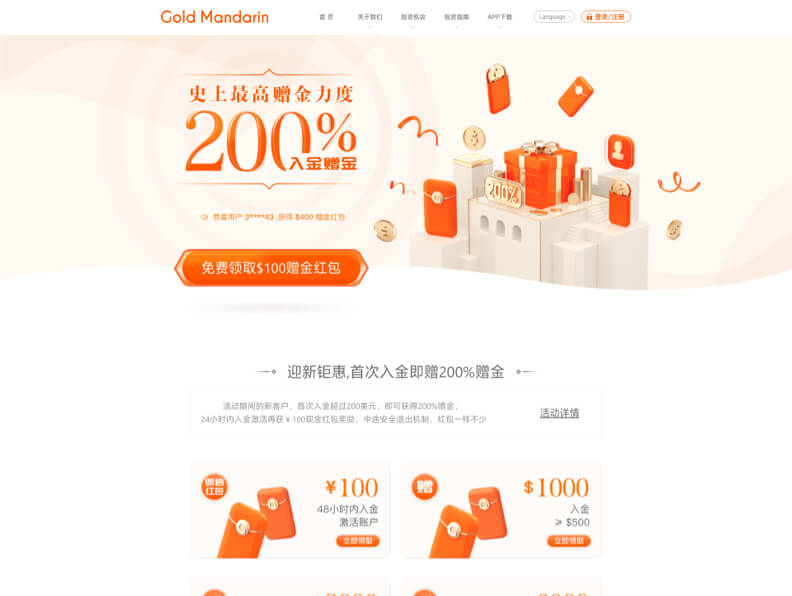 Gold Mandarin
首 页
关于我们
投资机会
投资指南
APP下载
Language
登录/注册
史上最高赠金力度
200%
入金赠金
恭喜用户 3****43 ,获得 $400 赠金红包
200%
免费领取$100赠金红包
迎新钜惠,首次入金即赠200%赠金
活动期间的新客户，首次入金超过200美元，即可获得200%赠金，
24小时内入金激活再获￥100现金红包奖励，中途安全退出机制，红包一样不少
活动详情
微信
红包
¥100
48小时内入金
激活账户
立即领取
赠
$1000
入金
≥ $500
立即领取